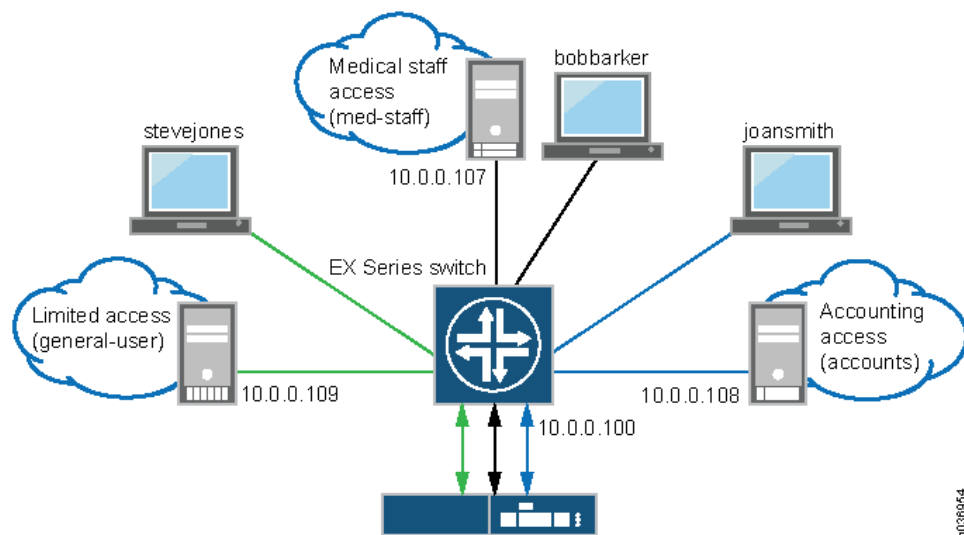 Medical staff
access
(med-staff)
bobbarker
stevejones
joansmith
10.0.0.107
EX Series switch
Limited access
(general-user)
Accounting
access
(accounts)
10.0.0.109
10.0.0.108
10.0.0.100